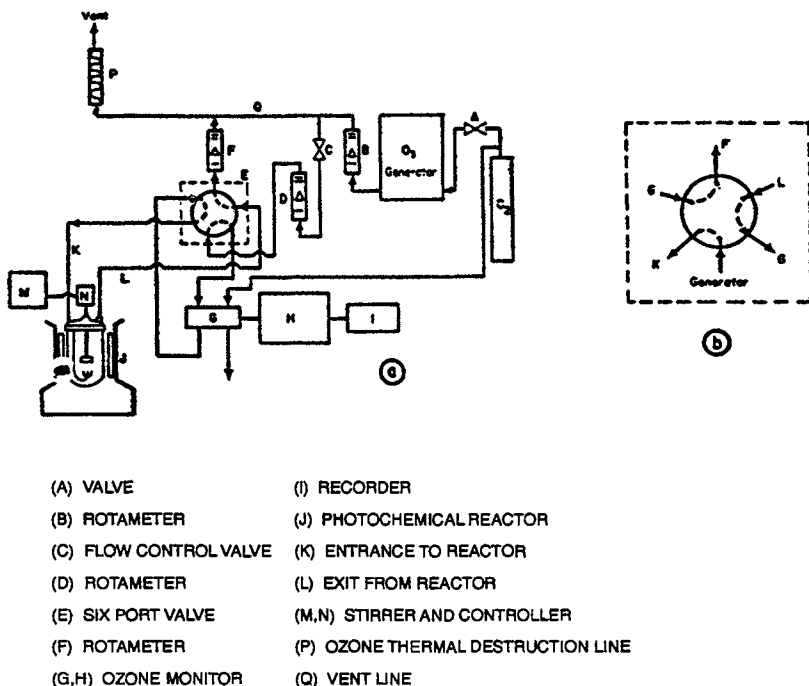 Vent
P
Q
A
F
C
B
O3
Generator
E
D
K
L
M
N
G
H
I
J
a
F
G
L
K
G
Generator
b
(A) VALVE
(B) ROTAMETER
(C) FLOW CONTROL VALVE
(D) ROTAMETER
(E) SIX PORT VALVE
(F) ROTAMETER
(G,H) OZONE MONITOR
(I) RECORDER
(J) PHOTOCHEMICAL REACTOR
(K) ENTRANCE TO REACTOR
(L) EXIT FROM REACTOR
(M,N) STIRRER AND CONTROLLER
(P) OZONE THERMAL DESTRUCTION LINE
(Q) VENT LINE